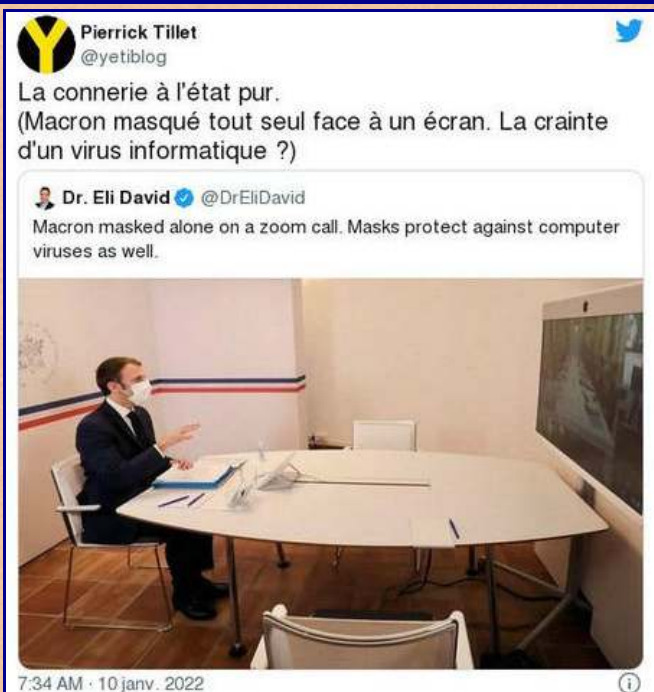 Pierrick Tillet
@yetiblog
La connerie à l'état pur.
(Macron masqué tout seul face à un écran. La crainte
d'un virus informatique ?)
Dr. Eli David @DrEliDavid
Macron masked alone on a zoom call. Masks protect against computer
viruses as well.
7:34 AM · 10 janv. 2022